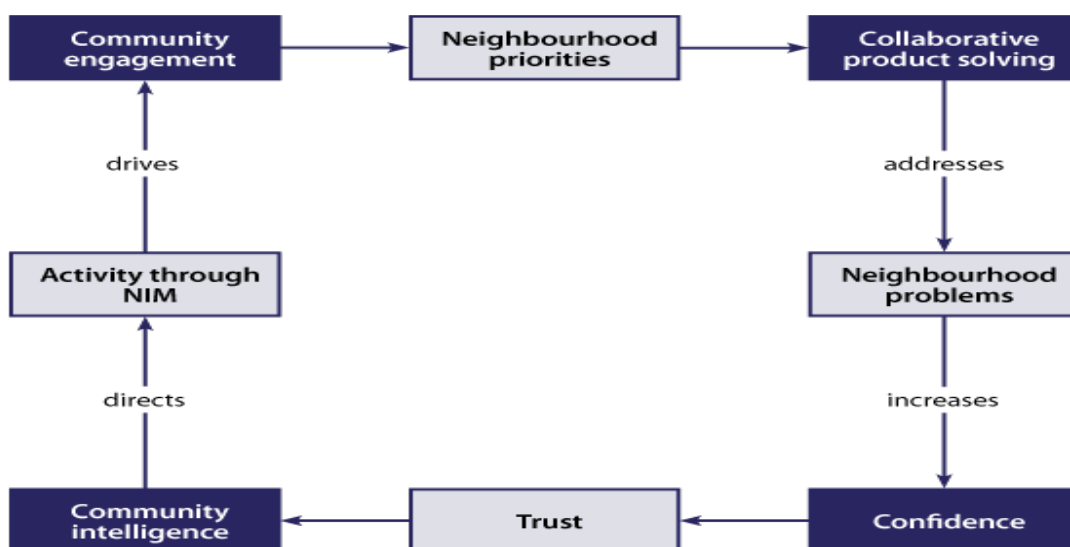 Community
engagement
Neighbourhood
priorities
Collaborative
product solving
drives
addresses
Activity through
NIM
Neighbourhood
problems
directs
increases
Community
intelligence
Trust
Confidence